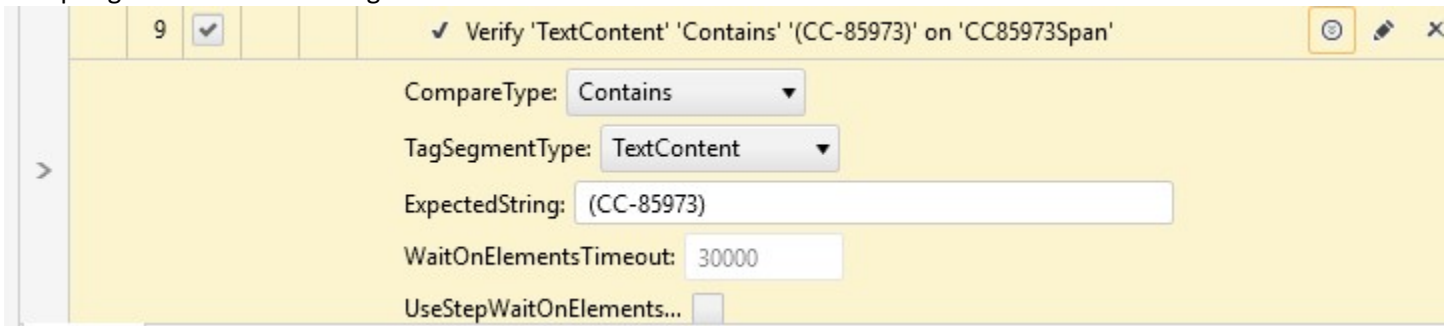 9 Verify 'TextContent' 'Contains' '(CC-85973)' on 'CC85973Span'
CompareType: Contains
TagSegmentType: TextContent
ExpectedString: (CC-85973)
WaitOnElementsTimeout: 30000
UseStepWaitOnElements...